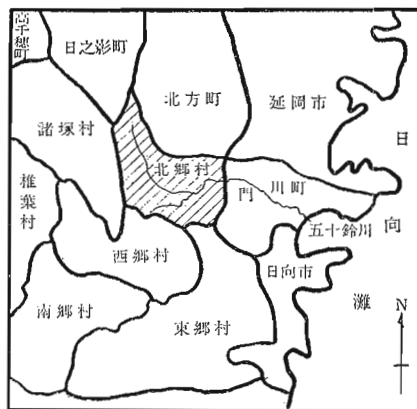 高千穂町
日之影町
北方町
延岡市
諸塚村
北郷村
門川町
日向灘
椎葉村
五十鈴川
西郷村
日向市
南郷村
東郷村
N